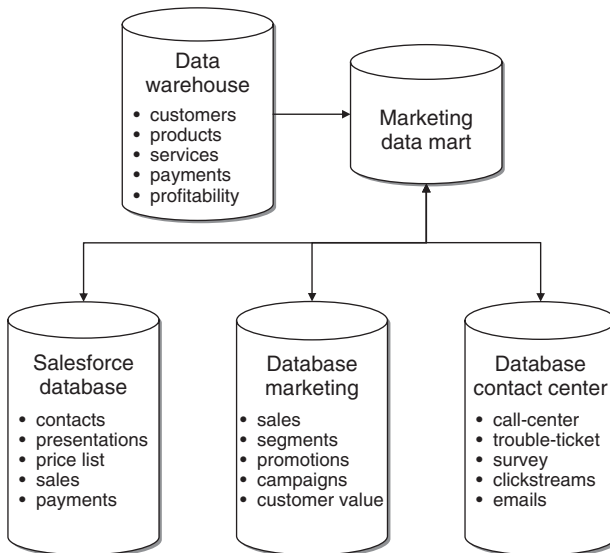 Data
warehouse
• customers
• products
• services
• payments
• profitability
Marketing
data mart
Salesforce
database
• contacts
• presentations
• price list
• sales
• payments
Database
marketing
• sales
• segments
• promotions
• campaigns
• customer value
Database
contact center
• call-center
• trouble-ticket
• survey
• clickstreams
• emails